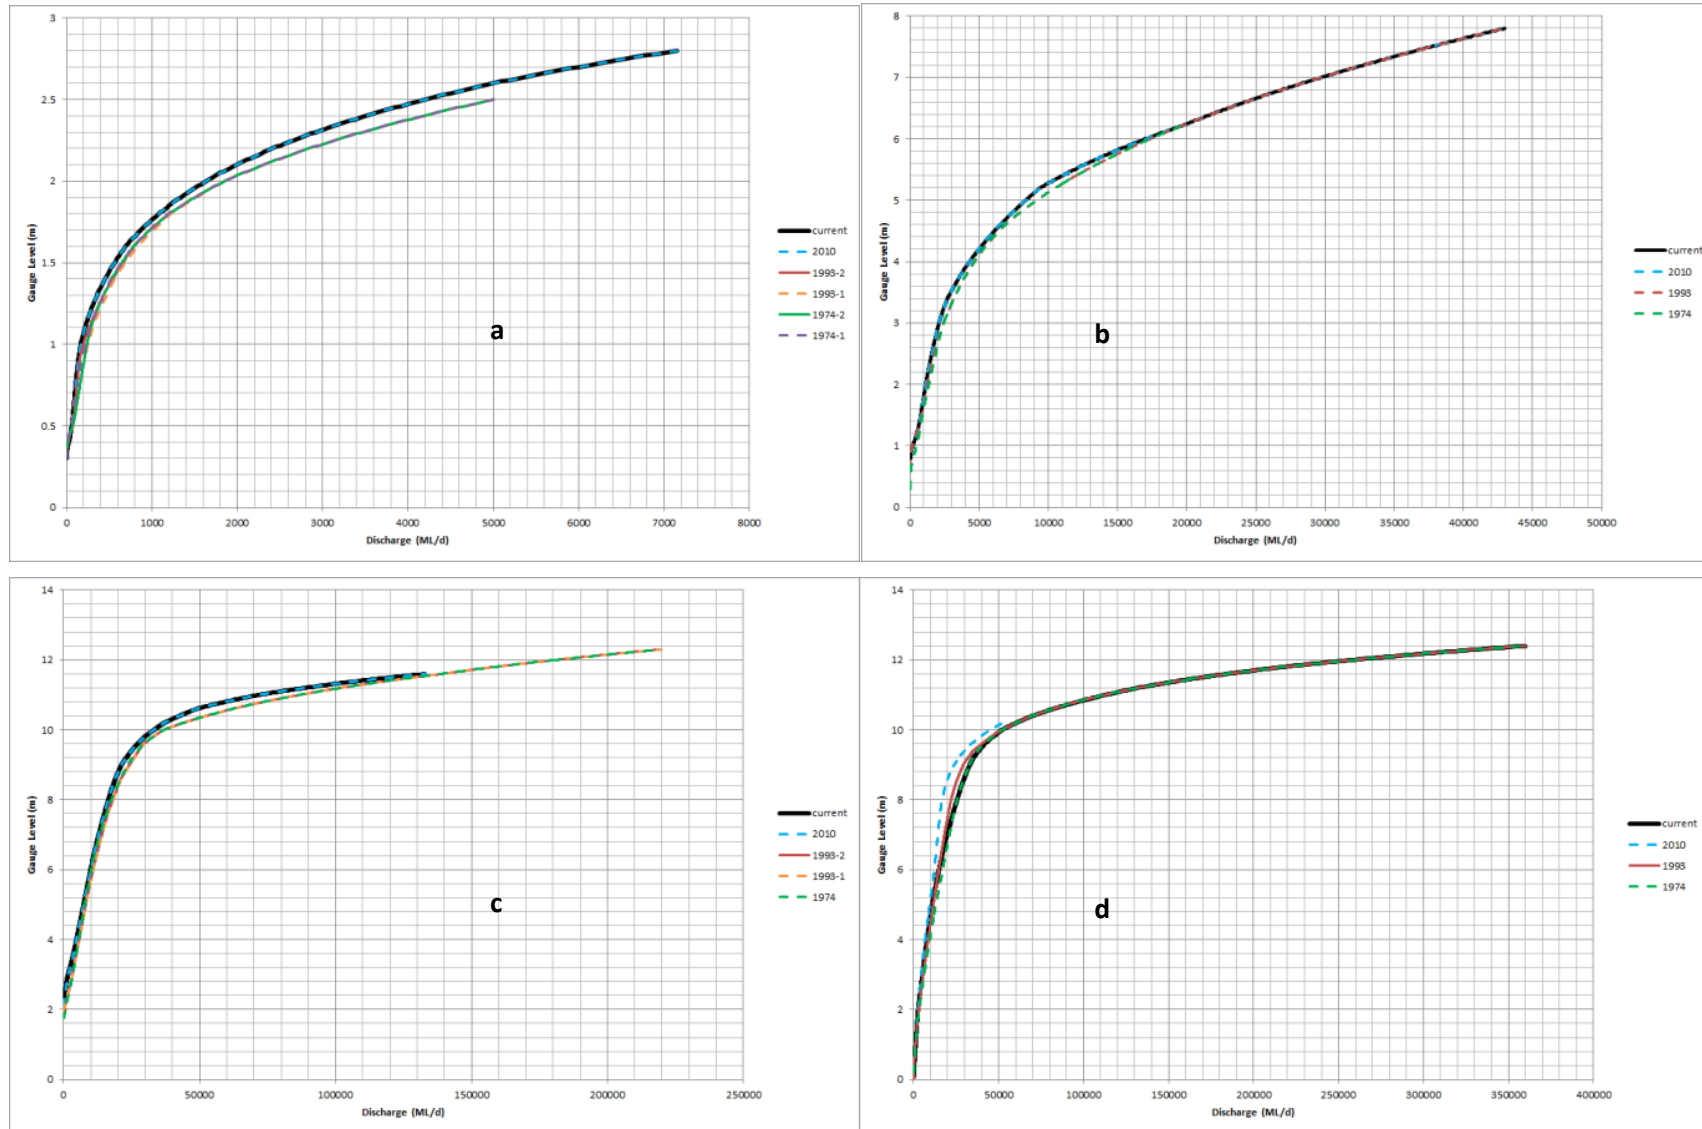 3
2.5
2
1.5
1
0.5
0
0 1000 2000 3000 4000 5000 6000 7000 8000
Gauge Level (m)
Discharge (ML/d)
a
current
2010
1993-2
1993-1
1974-2
1974-1
8
7
6
5
4
3
2
1
0
0 5000 10000 15000 20000 25000 30000 35000 40000 45000 50000
Gauge Level (m)
Discharge (ML/d)
b
current
2010
1993
1974
14
12
10
8
6
4
2
0
0 50000 100000 150000 200000 250000
Gauge Level (m)
Discharge (ML/d)
c
current
2010
1993-2
1993-1
1974
14
12
10
8
6
4
2
0
0 50000 100000 150000 200000 250000 300000 350000 400000
Gauge Level (m)
Discharge (ML/d)
d
current
2010
1993
1974